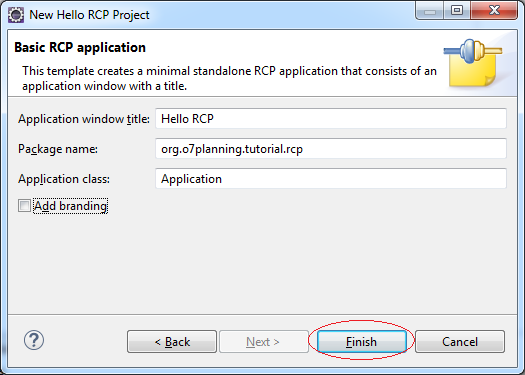 New Hello RCP Project
Basic RCP application
This template creates a minimal standalone RCP application that consists of an
application window with a title.
Application window title: Hello RCP
Package name: org.o7planning.tutorial.rcp
Application class: Application
Add branding
? < Back Next > Finish Cancel